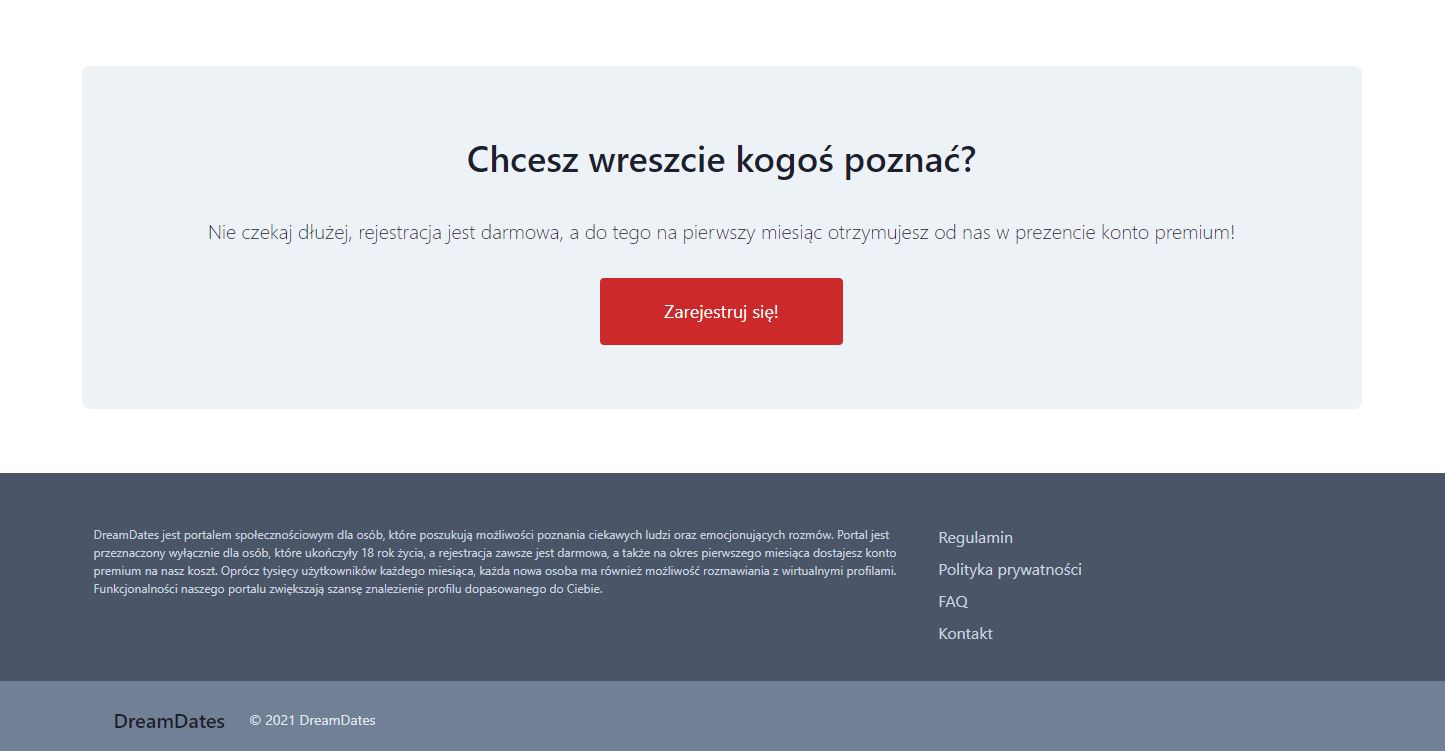 Chcesz wreszcie kogoś poznać?
Nie czekaj dłużej, rejestracja jest darmowa, a do tego na pierwszy miesiąc otrzymujesz od nas w prezencie konto premium!
Zarejestruj się!
DreamDates jest portalem społecznościowym dla osób, które poszukują możliwości poznania ciekawych ludzi oraz emocjonujących rozmów. Portal jest
przeznaczony wyłącznie dla osób, które ukończyły 18 rok życia, a rejestracja zawsze jest darmowa, a także na okres pierwszego miesiąca dostajesz konto
premium na nasz koszt. Oprócz tysięcy użytkowników każdego miesiąca, każda nowa osoba ma również możliwość rozmawiania z wirtualnymi profilami.
Funkcjonalności naszego portalu zwiększają szansę znalezienie profilu dopasowanego do Ciebie.
Regulamin
Polityka prywatności
FAQ
Kontakt
DreamDates © 2021 DreamDates